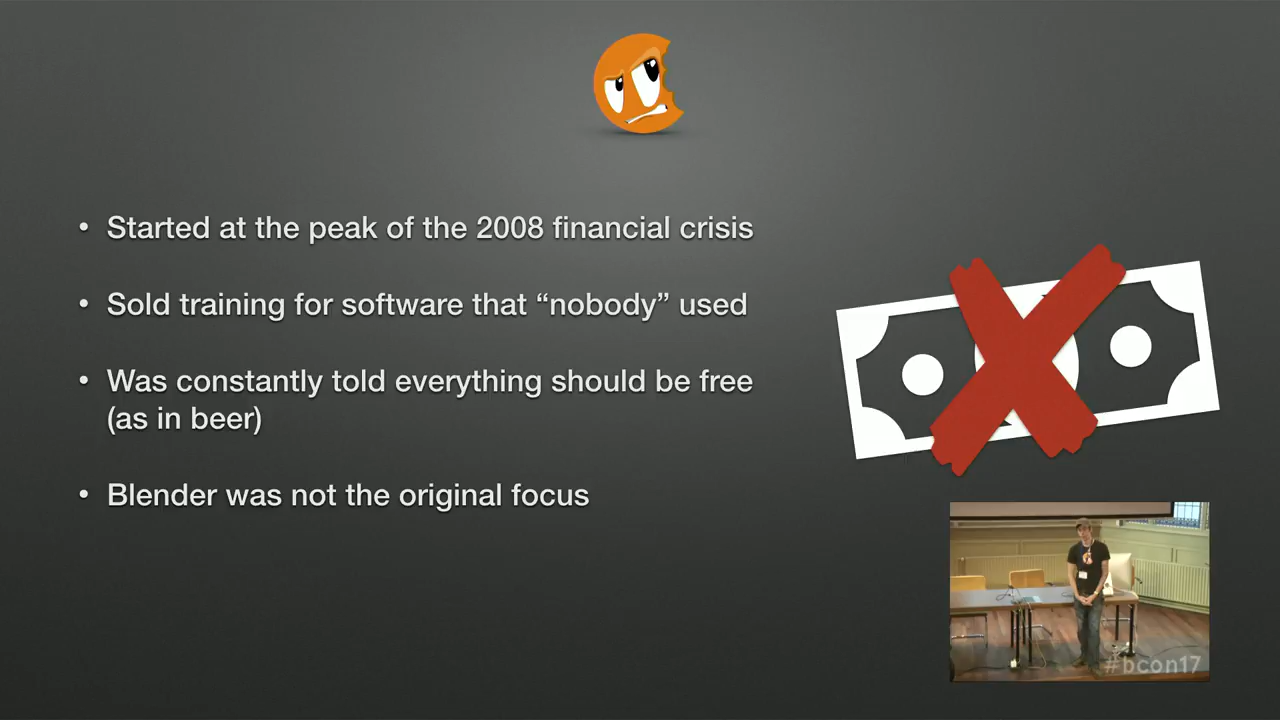 • Started at the peak of the 2008 financial crisis
• Sold training for software that “nobody” used
• Was constantly told everything should be free
(as in beer)
• Blender was not the original focus
#bcon17